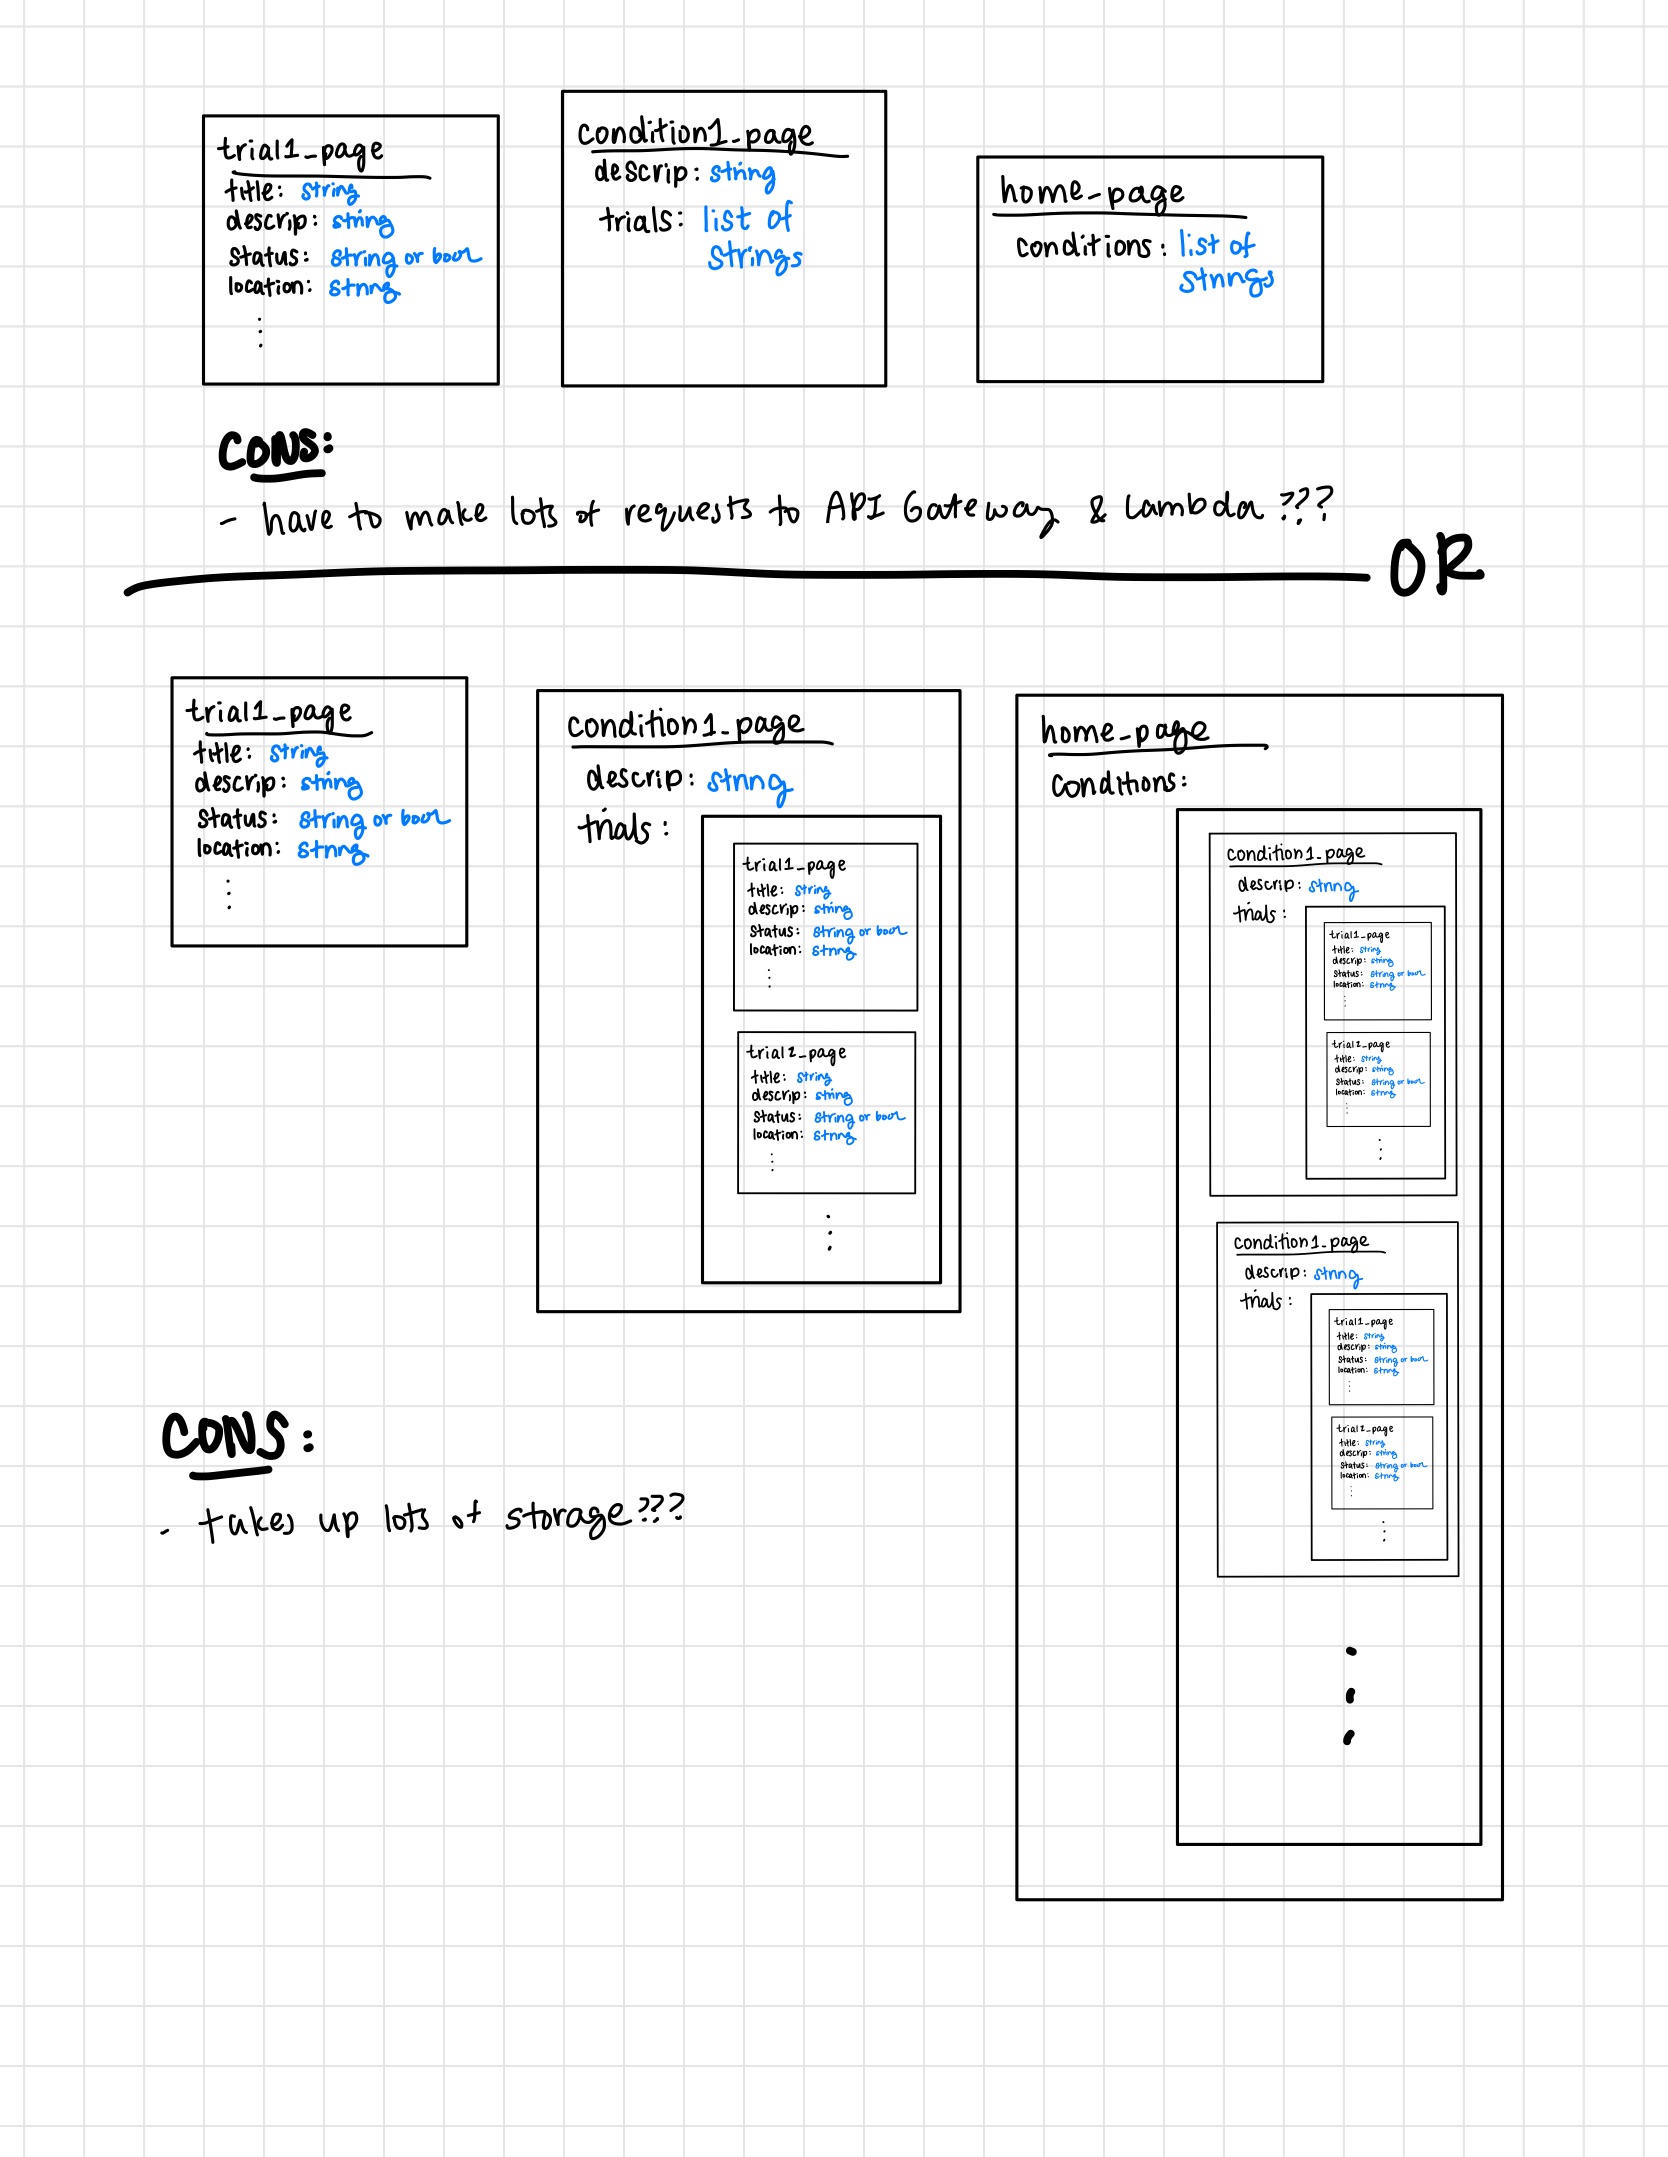 trial1_page
title: string
descrip: string
status: string or bool
location: string
condition1_page
descrip: string
trials: list of
strings
home_page
conditions: list of
strings
CONS:
- have to make lots of requests to API Gateway & Lambda ???
OR
trial1_page
title: string
descrip: string
status: string or bool
location: string
condition1_page
descrip: string
trials:
trial1_page
title: string
descrip: string
status: string or bool
location: string
trial2_page
title: string
descrip: string
status: string or bool
location: string
home_page
conditions:
condition1_page
descrip: string
trials:
trial1_page
title: string
descrip: string
status: string or bool
location: string
trial2_page
title: string
descrip: string
status: string or bool
location: string
condition1_page
descrip: string
trials:
trial1_page
title: string
descrip: string
status: string or bool
location: string
trial2_page
title: string
descrip: string
status: string or bool
location: string
CONS:
- takes up lots of storage???